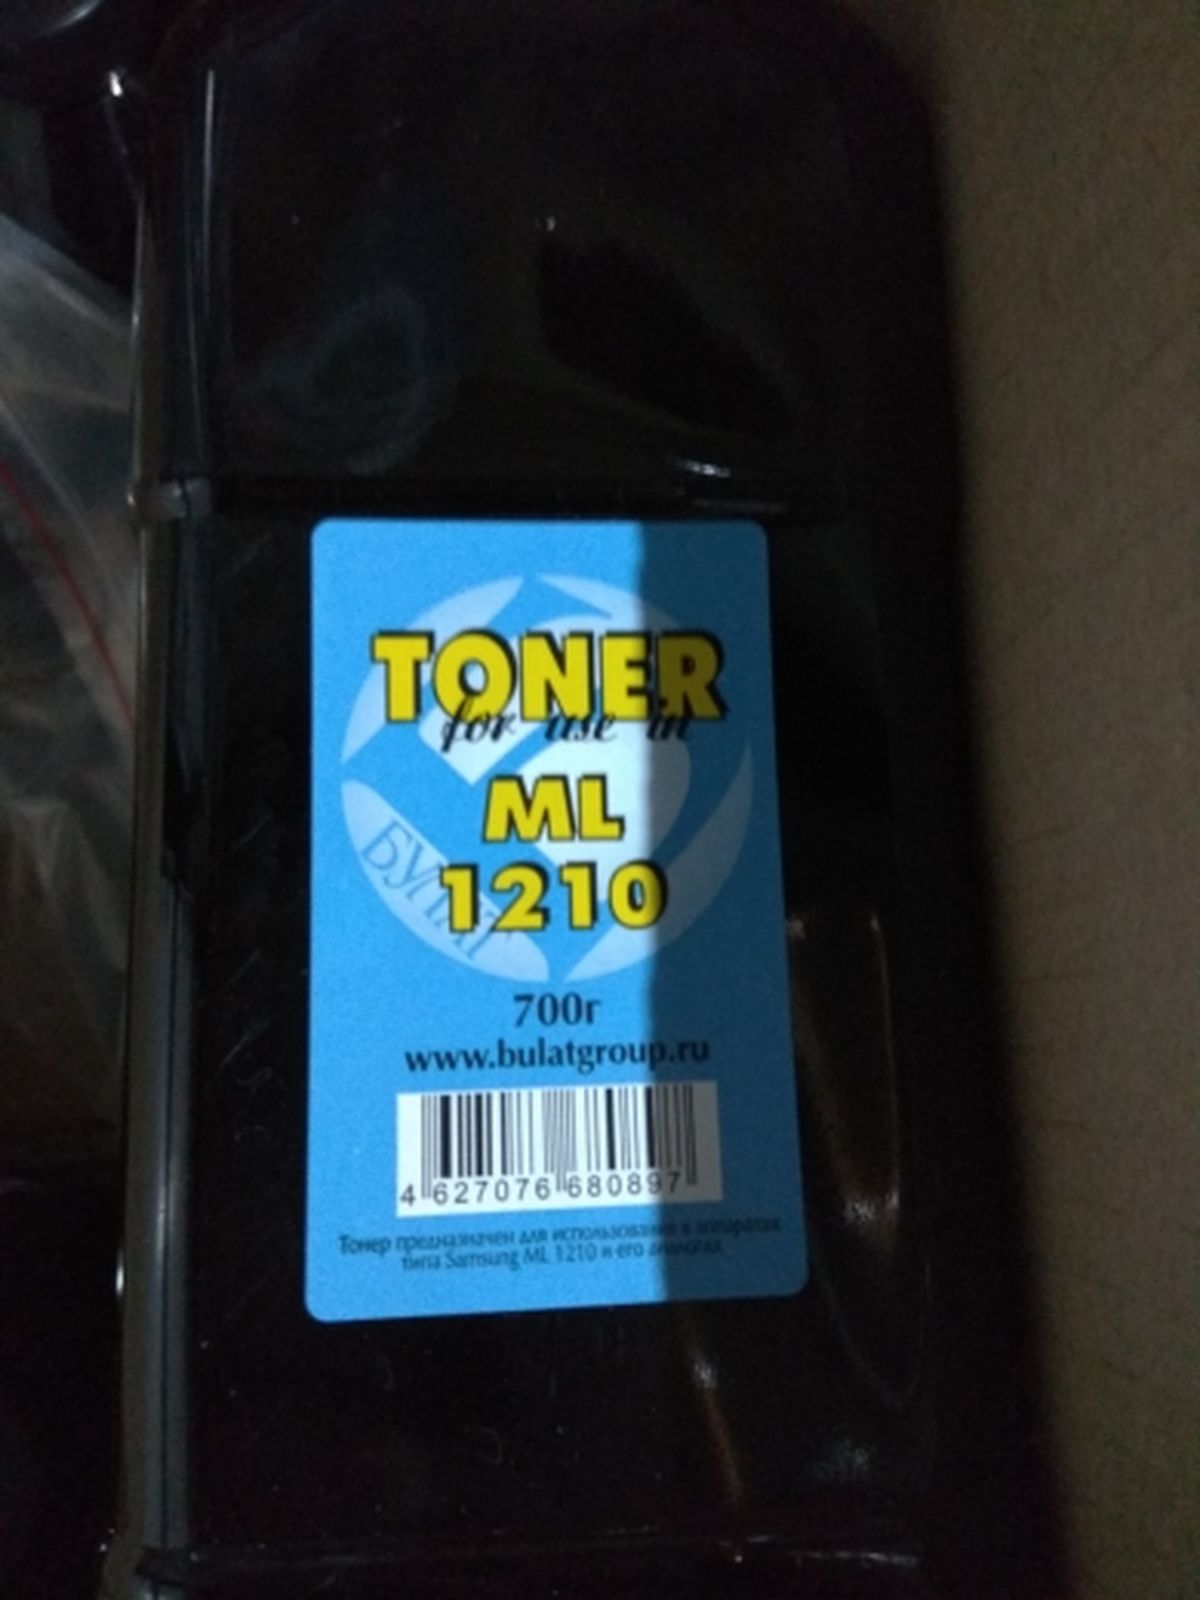 TONER
for use in
ML
1210
БУЛАТ
700г
www.bulatgroup.ru
4 627076 680897
Тонер предназначен для использования в аппаратах
типа Samsung ML 1210 и его аналогах.